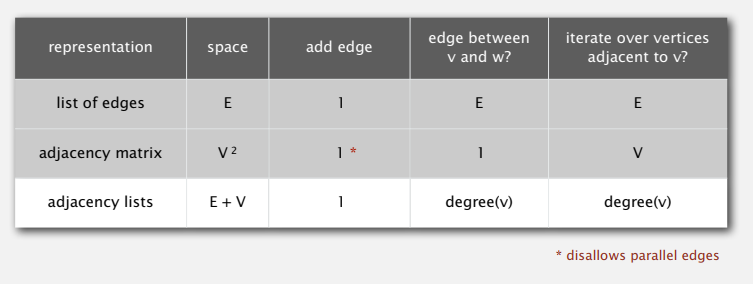 representation space add edge edge between v and w? iterate over vertices adjacent to v?
list of edges E 1 E E
adjacency matrix V 2 1 * 1 V
adjacency lists E + V 1 degree(v) degree(v)
* disallows parallel edges